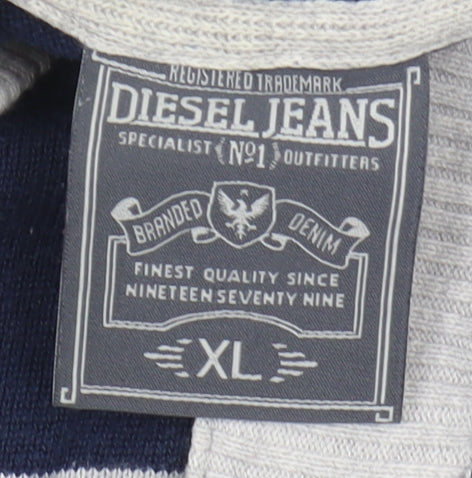 REGISTERED TRADEMARK
DIESEL JEANS
SPECIALIST No1 OUTFITTERS
BRANDED DENIM
FINEST QUALITY SINCE
NINETEEN SEVENTY NINE
XL